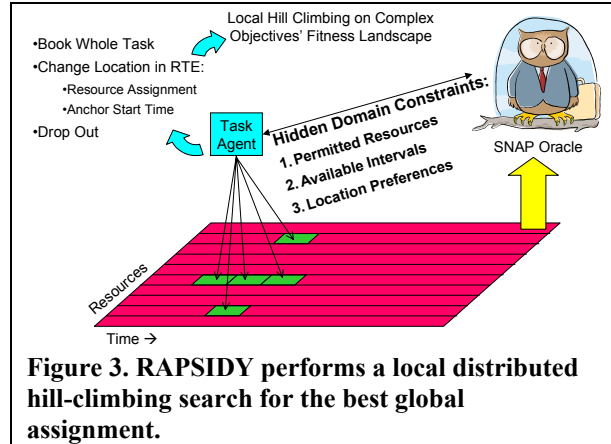 Local Hill Climbing on Complex
Objectives' Fitness Landscape
•Book Whole Task
•Change Location in RTE:
•Resource Assignment
•Anchor Start Time
•Drop Out
Task
Agent
Hidden Domain Constraints:
1. Permitted Resources
2. Available Intervals
3. Location Preferences
SNAP Oracle
Resources
Time →
Figure 3. RAPSIDY performs a local distributed
hill-climbing search for the best global
assignment.